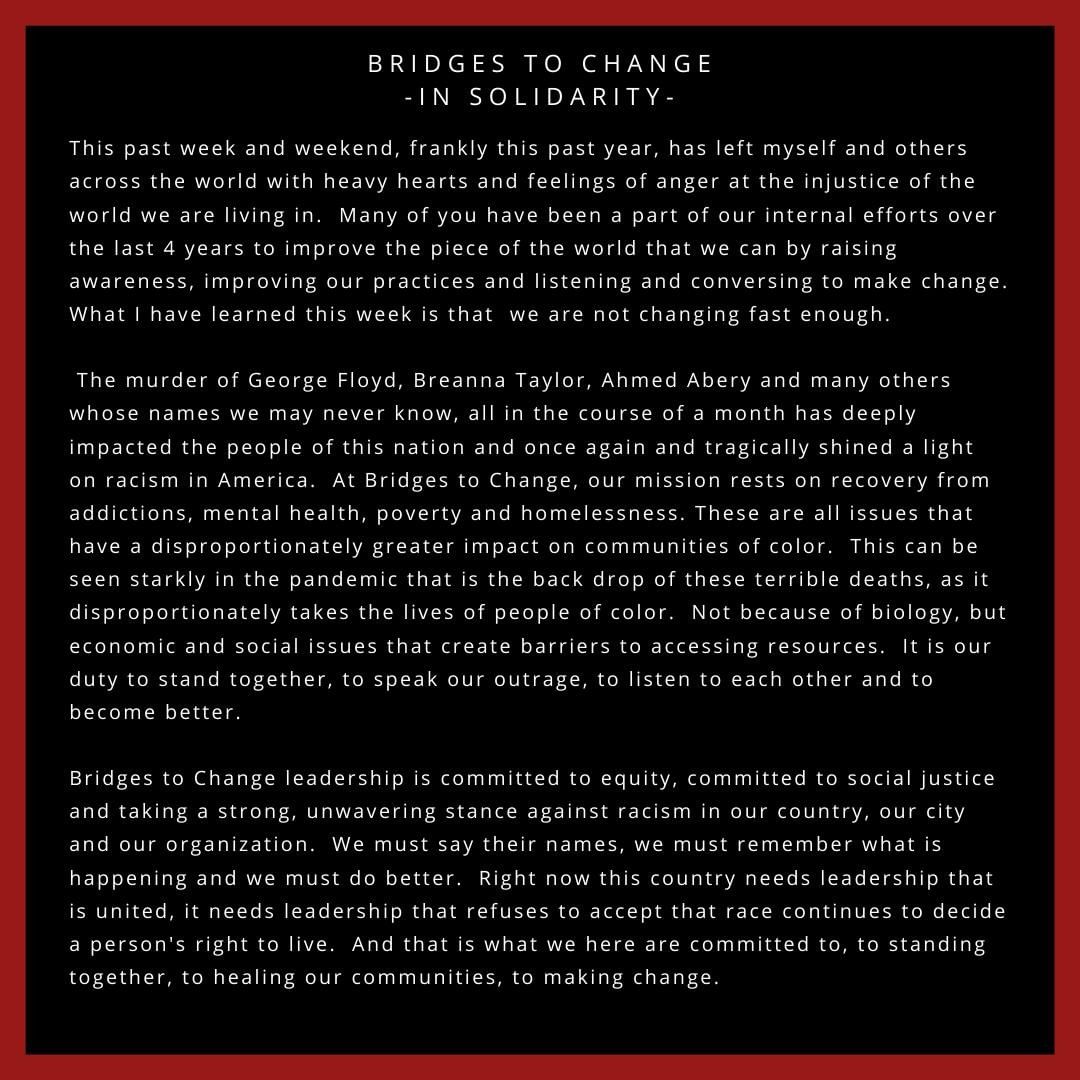 BRIDGES TO CHANGE
-IN SOLIDARITY-
This past week and weekend, frankly this past year, has left myself and others
across the world with heavy hearts and feelings of anger at the injustice of the
world we are living in.  Many of you have been a part of our internal efforts over
the last 4 years to improve the piece of the world that we can by raising
awareness, improving our practices and listening and conversing to make change.
What I have learned this week is that  we are not changing fast enough.
The murder of George Floyd, Breanna Taylor, Ahmed Abery and many others
whose names we may never know, all in the course of a month has deeply
impacted the people of this nation and once again and tragically shined a light
on racism in America.  At Bridges to Change, our mission rests on recovery from
addictions, mental health, poverty and homelessness. These are all issues that
have a disproportionately greater impact on communities of color.  This can be
seen starkly in the pandemic that is the back drop of these terrible deaths, as it
disproportionately takes the lives of people of color.  Not because of biology, but
economic and social issues that create barriers to accessing resources.  It is our
duty to stand together, to speak our outrage, to listen to each other and to
become better.
Bridges to Change leadership is committed to equity, committed to social justice
and taking a strong, unwavering stance against racism in our country, our city
and our organization.  We must say their names, we must remember what is
happening and we must do better.  Right now this country needs leadership that
is united, it needs leadership that refuses to accept that race continues to decide
a person's right to live.  And that is what we here are committed to, to standing
together, to healing our communities, to making change.